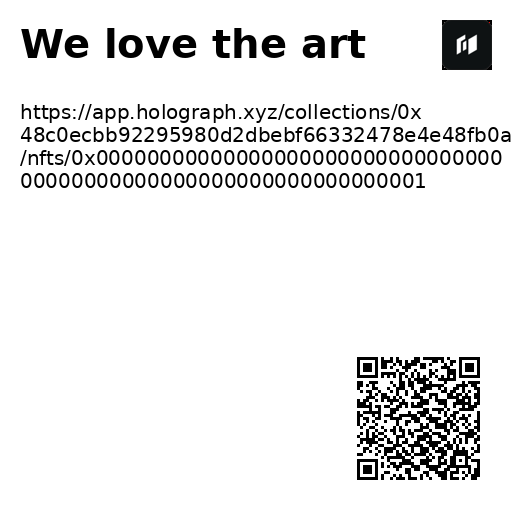 We love the art
https://app.holograph.xyz/collections/0x
48c0ecbb92295980d2dbebf66332478e4e48fb0a
/nfts/0x00000000000000000000000000000000
00000000000000000000000000000001